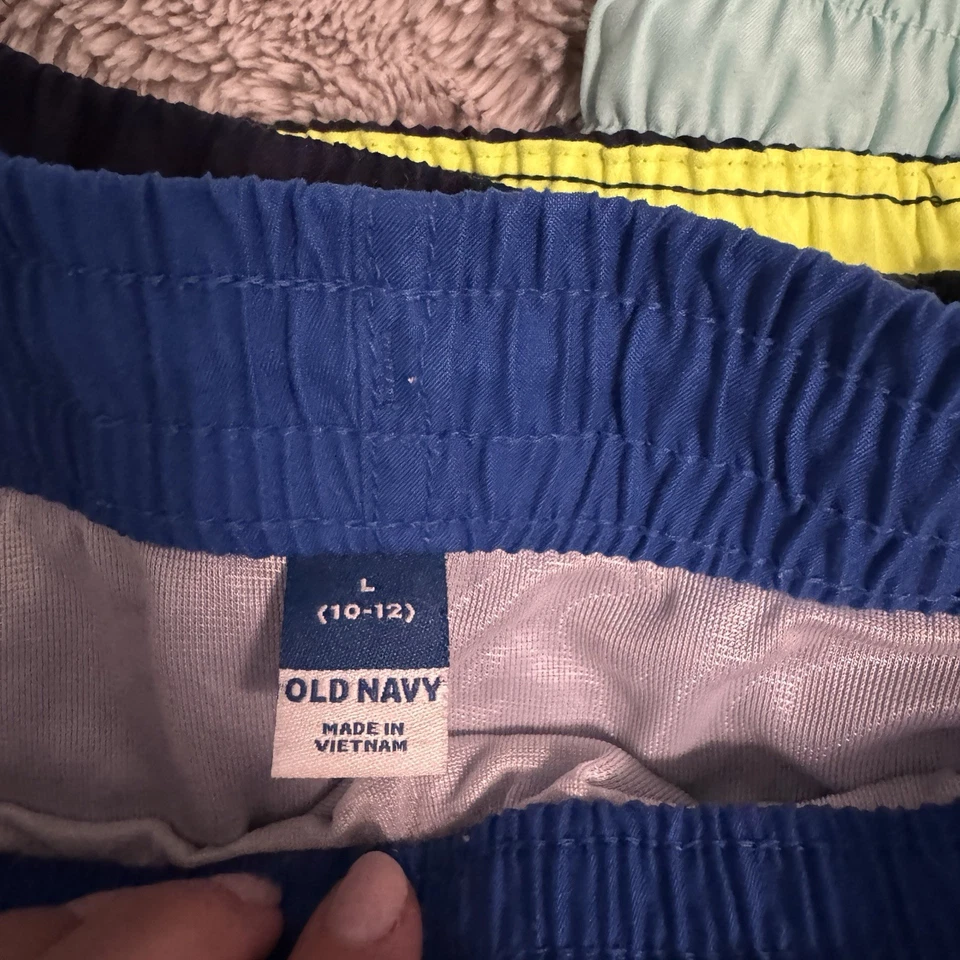 L
(10-12)
OLD NAVY
MADE IN
VIETNAM